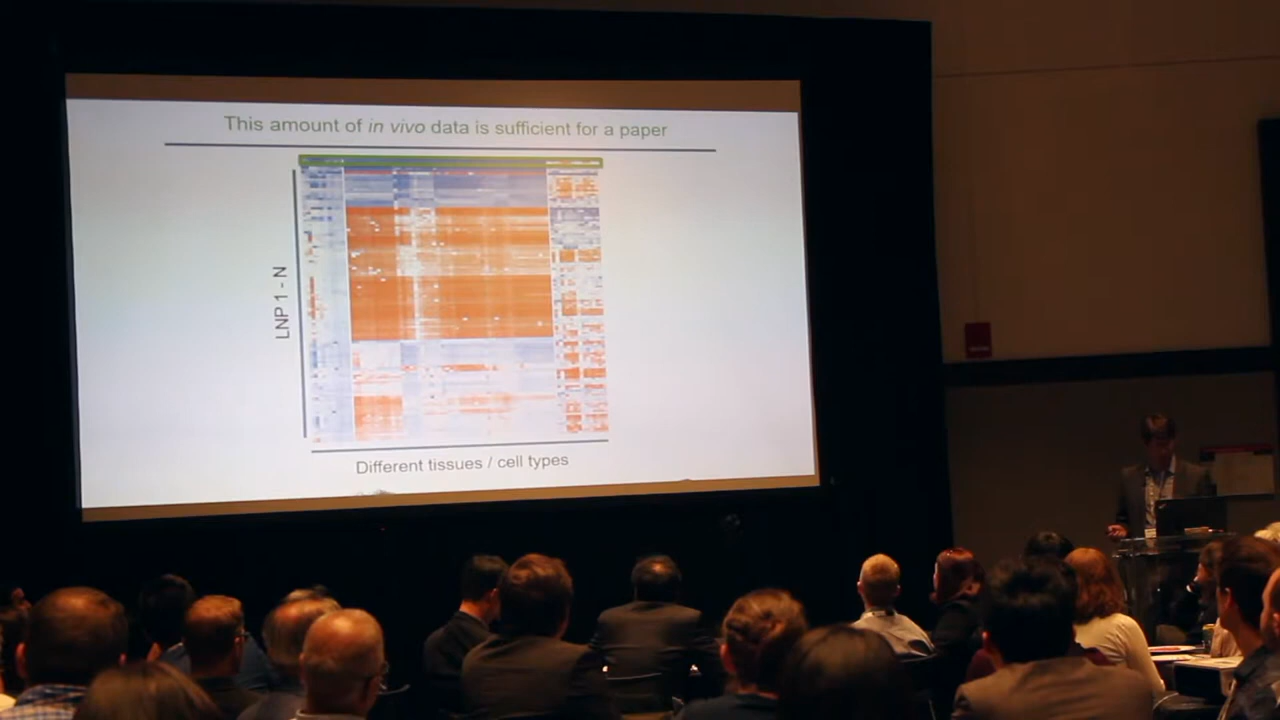 This amount of in vivo data is sufficient for a paper
LNP 1 - N
Different tissues / cell types